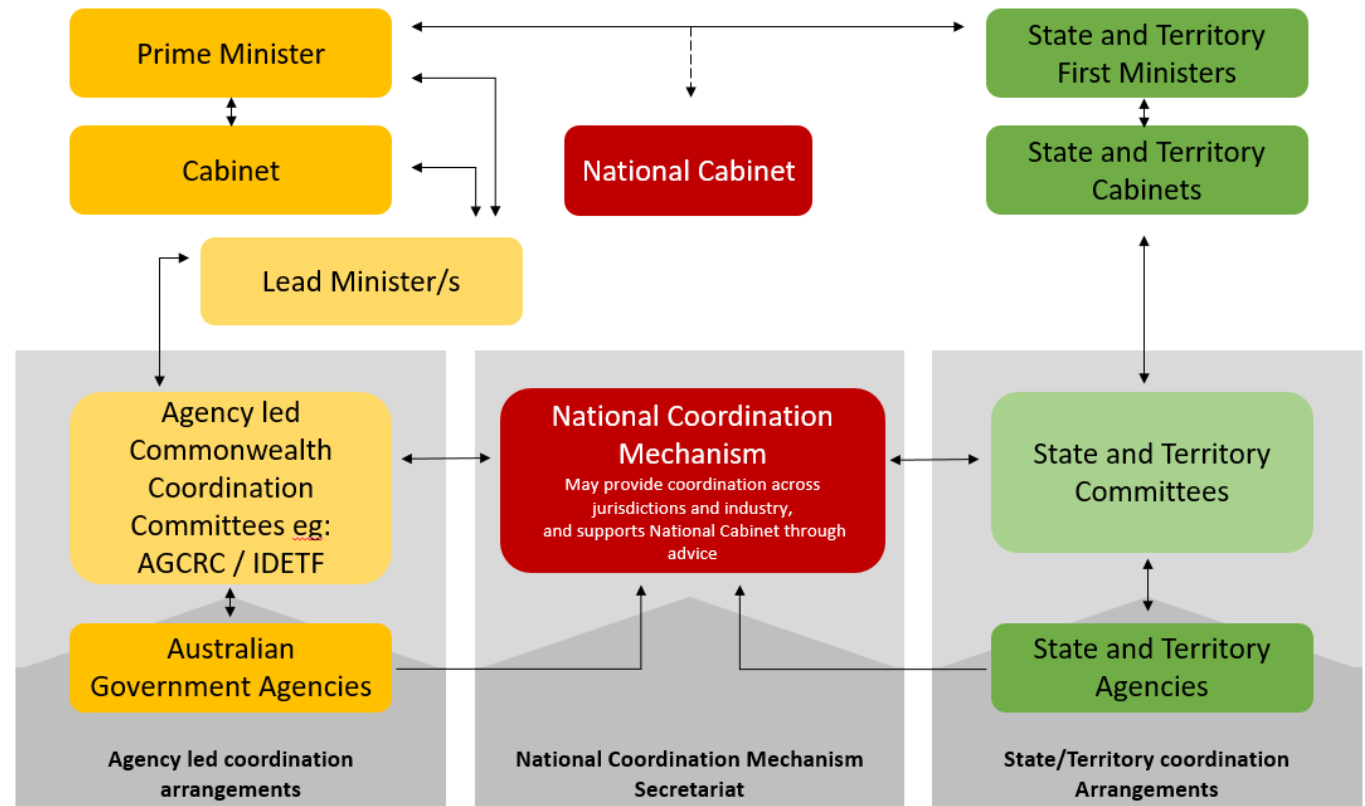 Prime Minister
State and Territory
First Ministers
Cabinet
National Cabinet
State and Territory
Cabinets
Lead Minister/s
Agency led
Commonwealth
Coordination
Committees eg:
AGCRC / IDETF
National Coordination
Mechanism
May provide coordination across
jurisdictions and industry,
and supports National Cabinet through
advice
State and Territory
Committees
Australian
Government Agencies
State and Territory
Agencies
Agency led coordination
arrangements
National Coordination Mechanism
Secretariat
State/Territory coordination
Arrangements